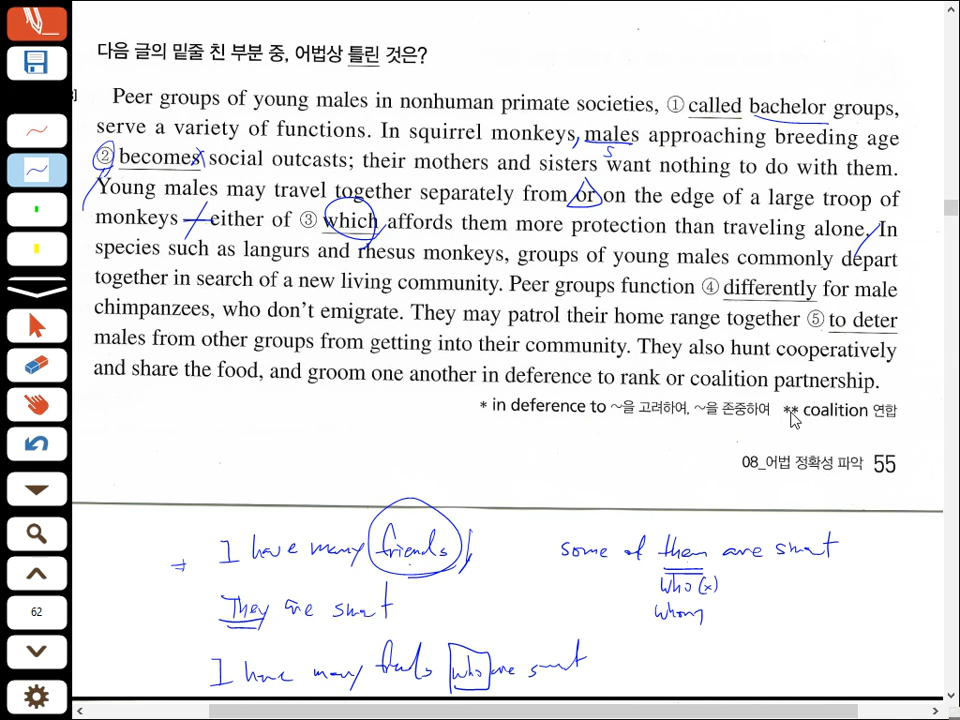 다음 글의 밑줄 친 부분 중, 어법상 틀린 것은?
Peer groups of young males in nonhuman primate societies, ① called bachelor groups,
serve a variety of functions. In squirrel monkeys, males approaching breeding age
s
② becomes social outcasts; their mothers and sisters want nothing to do with them.
Young males may travel together separately from or on the edge of a large troop of
monkeys — either of ③ which affords them more protection than traveling alone. In
species such as langurs and rhesus monkeys, groups of young males commonly depart
together in search of a new living community. Peer groups function ④ differently for male
chimpanzees, who don't emigrate. They may patrol their home range together ⑤ to deter
males from other groups from getting into their community. They also hunt cooperatively
and share the food, and groom one another in deference to rank or coalition partnership.
* in deference to ~을 고려하여, ~을 존중하여 ** coalition 연합
08_어법 정확성 파악 55
⇒ I have many friends, some of them are smart
who (x)
whom
They are smart
I have many friends who are smart
62